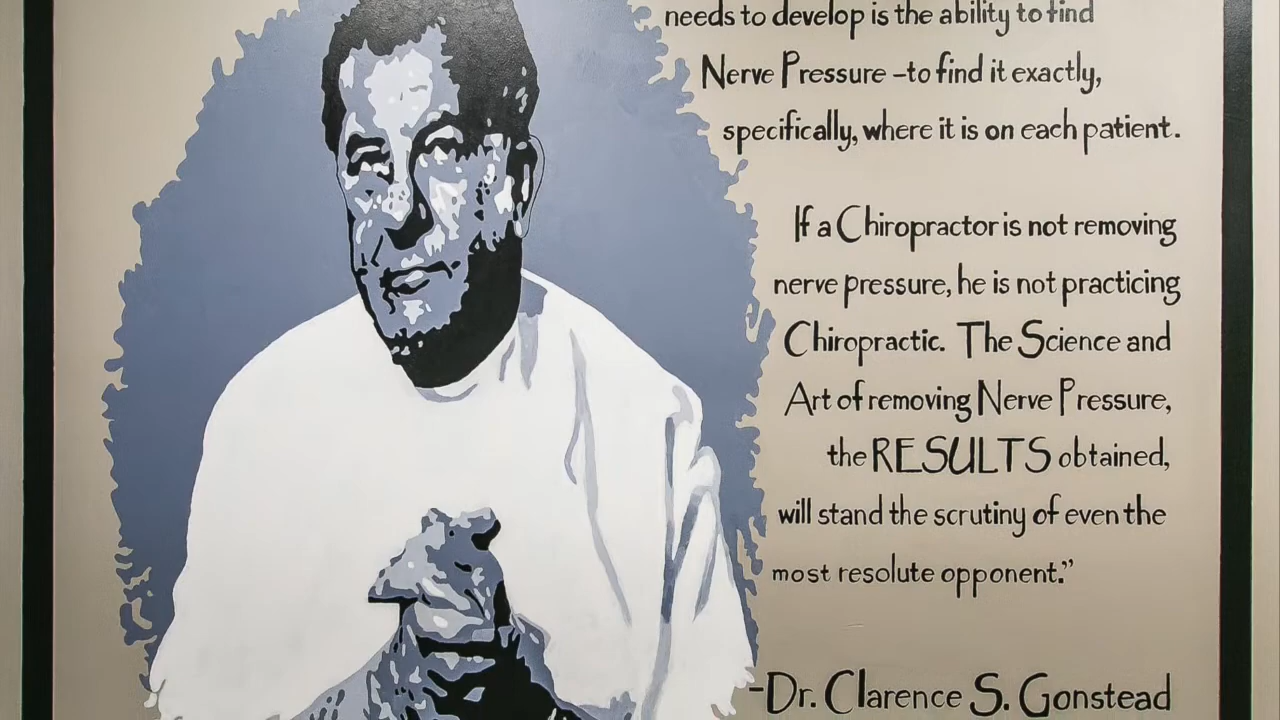 needs to develop is the ability to find
Nerve Pressure -to find it exactly,
specifically, where it is on each patient.
If a Chiropractor is not removing
nerve pressure, he is not practicing
Chiropractic. The Science and
Art of removing Nerve Pressure,
the RESULTS obtained,
will stand the scrutiny of even the
most resolute opponent."
-Dr. Clarence S. Gonstead